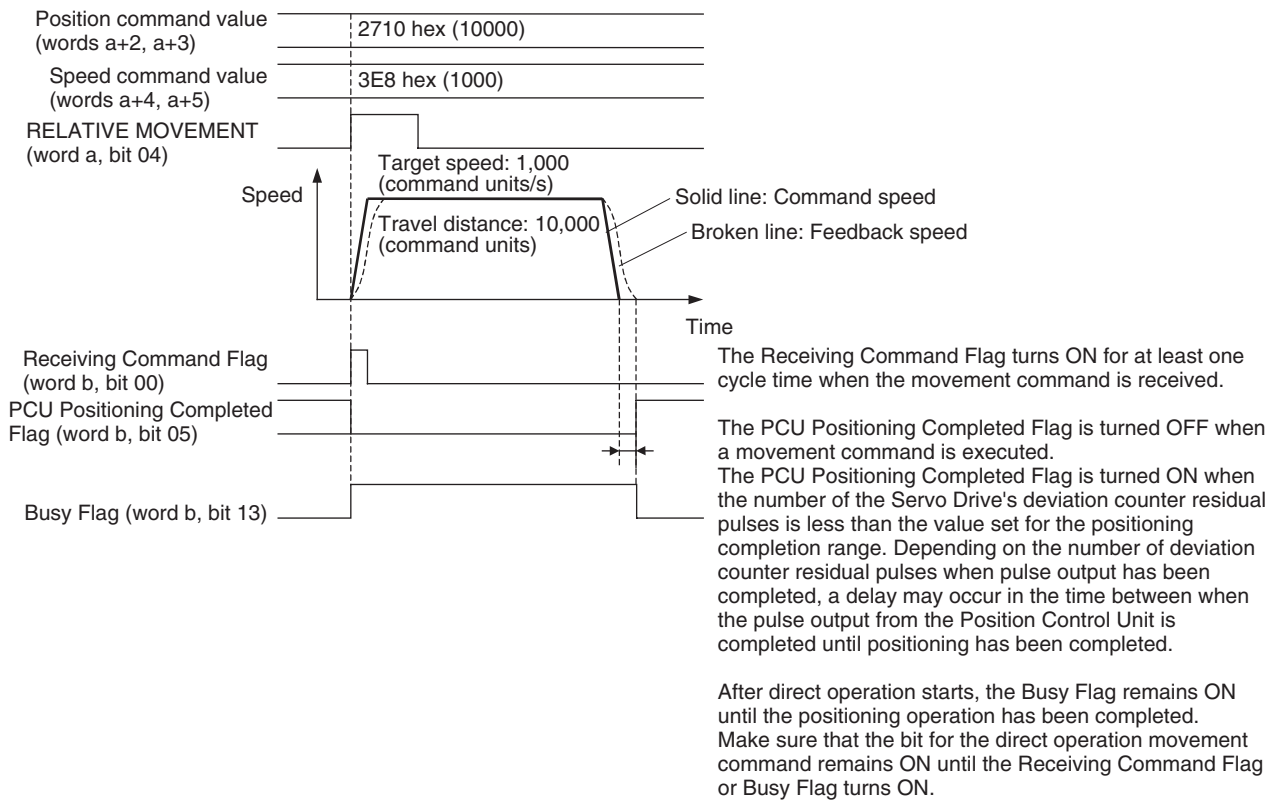 Position command value
(words a+2, a+3)
2710 hex (10000)
Speed command value
(words a+4, a+5)
3E8 hex (1000)
RELATIVE MOVEMENT
(word a, bit 04)
Target speed: 1,000
(command units/s)
Speed
Solid line: Command speed
Travel distance: 10,000
(command units)
Broken line: Feedback speed
Time
Receiving Command Flag
(word b, bit 00)
The Receiving Command Flag turns ON for at least one
cycle time when the movement command is received.
PCU Positioning Completed
Flag (word b, bit 05)
The PCU Positioning Completed Flag is turned OFF when
a movement command is executed.
The PCU Positioning Completed Flag is turned ON when
the number of the Servo Drive's deviation counter residual
pulses is less than the value set for the positioning
completion range. Depending on the number of deviation
counter residual pulses when pulse output has been
completed, a delay may occur in the time between when
the pulse output from the Position Control Unit is
completed until positioning has been completed.
Busy Flag (word b, bit 13)
After direct operation starts, the Busy Flag remains ON
until the positioning operation has been completed.
Make sure that the bit for the direct operation movement
command remains ON until the Receiving Command Flag
or Busy Flag turns ON.